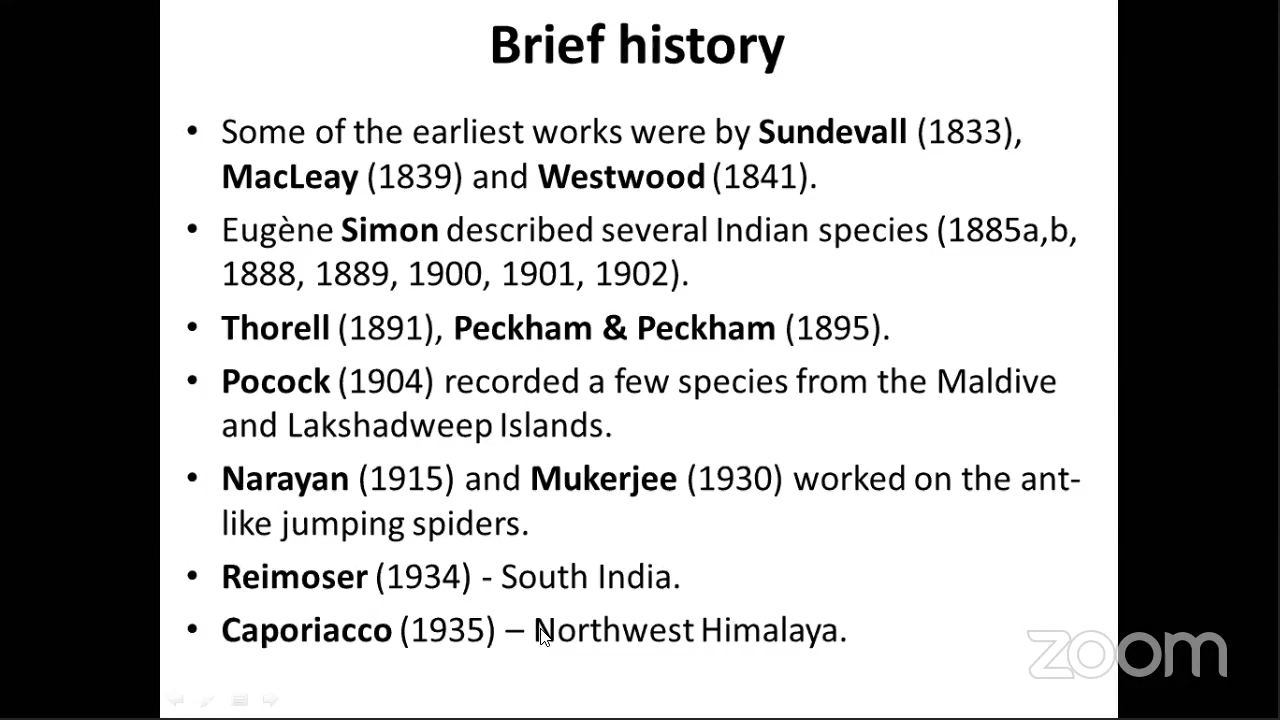 Brief history
• Some of the earliest works were by Sundevall (1833),
MacLeay (1839) and Westwood (1841).
• Eugène Simon described several Indian species (1885a,b,
1888, 1889, 1900, 1901, 1902).
• Thorell (1891), Peckham & Peckham (1895).
• Pocock (1904) recorded a few species from the Maldive
and Lakshadweep Islands.
• Narayan (1915) and Mukerjee (1930) worked on the ant-
like jumping spiders.
• Reimoser (1934) - South India.
• Caporiacco (1935) – Northwest Himalaya.
zoom